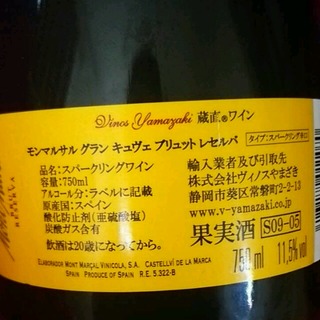 Vinos Yamazaki 蔵直®ワイン
モンマルサル グラン キュヴェ ブリュット レセルバ
タイプ:スパークリング辛口
品名:スパークリングワイン
容量:750ml
アルコール分:ラベルに記載
原産国:スペイン
酸化防止剤(亜硫酸塩)
炭酸ガス含有
飲酒は20歳になってから。
輸入業者及び引取先
株式会社ヴィノスやまざき
静岡市葵区常磐町2-2-13
www.v-yamazaki.co.jp
果実酒 S09-05
750 ml 11,5% vol
ELABORADOR MONT MARÇAL VINICOLA, S.A. CASTELLVÍ DE LA MARCA
SPAIN PRODUCE OF SPAIN R.E. 5.322-B
RESERVA